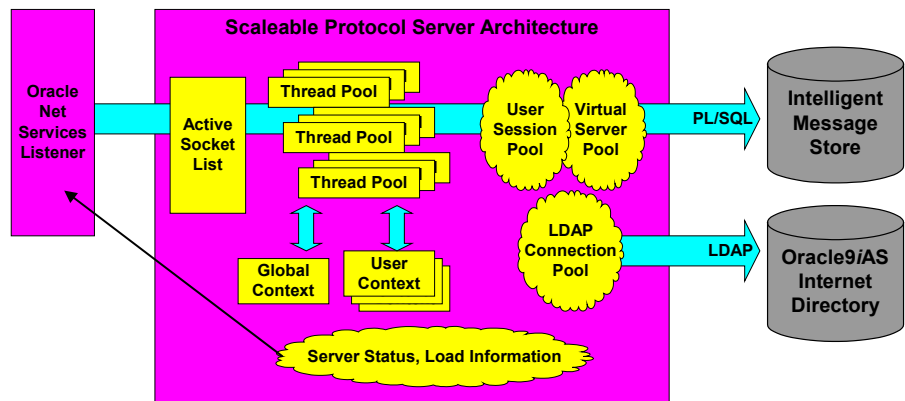 Scaleable Protocol Server Architecture
Oracle
Net
Services
Listener
Active
Socket
List
Thread Pool
Thread Pool
Thread Pool
User
Session
Pool
Virtual
Server
Pool
PL/SQL
Intelligent
Message
Store
Global
Context
User
Context
LDAP
Connection
Pool
LDAP
Oracle9iAS
Internet
Directory
Server Status, Load Information